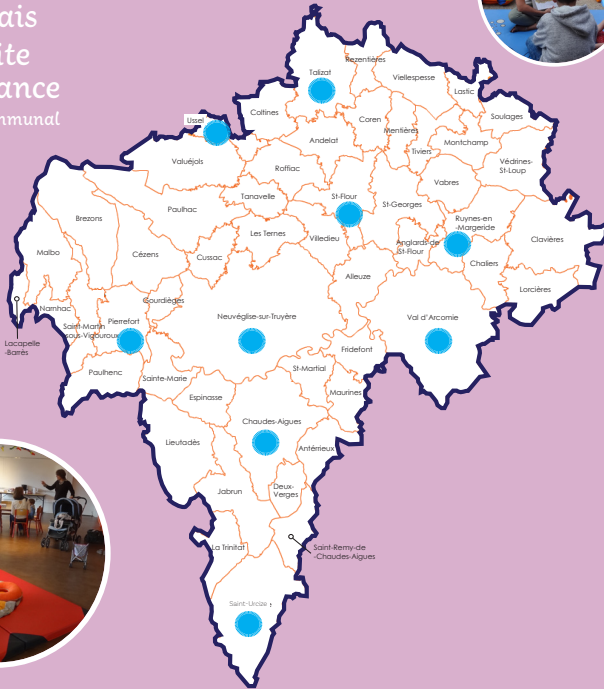 ais
ite
ance
mmunal
Talizat
Rezentières
Vieillespesse
Lastic
Coltines
Coren
Soulages
Ussel
Mentières
Andelat
Montchamp
Tiviers
Valuéjols
Roffiac
Védrines-
St-Loup
Vabres
Tanavelle
St-Flour
St-Georges
Paulhac
Brezons
Ruynes-en
-Margeride
Les Ternes
Villedieu
Clavières
Anglards-de
-St-Flour
Malbo
Cézens
Cussac
Chaliers
Alleuze
Lorcières
Gourdièges
Narnhac
Pierrefort
Neuvéglise-sur-Truyère
Val d'Arcomie
Saint-Martin
-sous-Vigouroux
Lacapelle
-Barrès
Fridefont
Paulhenc
Sainte-Marie
St-Martial
Maurines
Espinasse
Chaudes-Aigues
Lieutadès
Antérrieux
Deux-
Verges
Jabrun
La Trinitat
Saint-Remy-de
-Chaudes-Aigues
Saint-Urcize